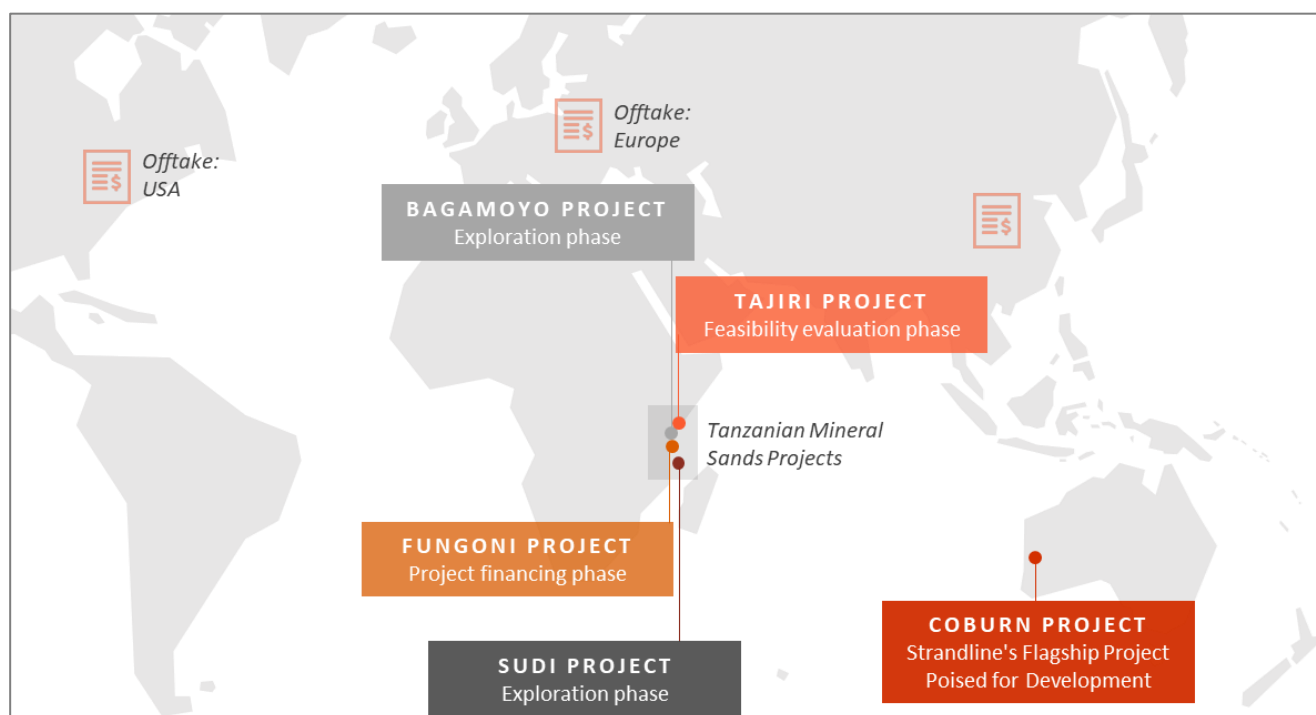 Offtake:
Europe
Offtake:
USA
$
$
$
BAGAMOYO PROJECT
Exploration phase
TAJIRI PROJECT
Feasibility evaluation phase
Tanzanian Mineral
Sands Projects
FUNGONI PROJECT
Project financing phase
COBURN PROJECT
Strandline's Flagship Project
Poised for Development
SUDI PROJECT
Exploration phase